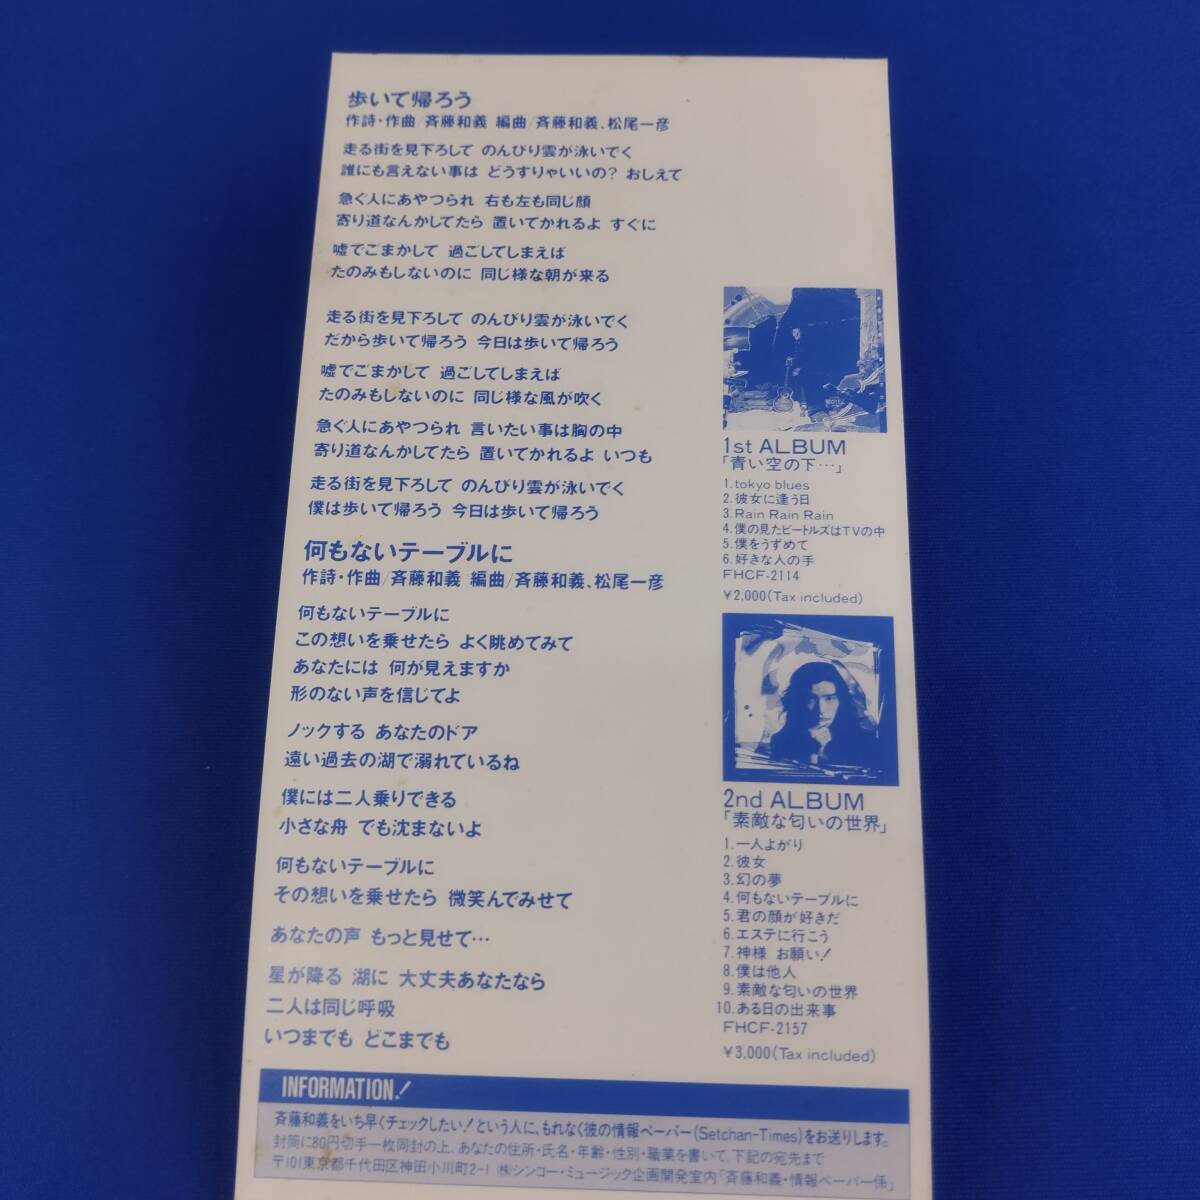 歩いて帰ろう
作詩・作曲 斉藤和義 編曲/斉藤和義、松尾一彦
走る街を見下ろして のんびり雲が泳いでく
誰にも言えない事は どうすりゃいいの? おしえて
急ぐ人にあやつられ 右も左も同じ顔
寄り道なんかしてたら 置いてかれるよ すぐに
嘘でごまかして 過ごしてしまえば
たのみもしないのに 同じ様な朝が来る
走る街を見下ろして のんびり雲が泳いでく
だから歩いて帰ろう 今日は歩いて帰ろう
嘘でごまかして 過ごしてしまえば
たのみもしないのに 同じ様な風が吹く
急ぐ人にあやつられ 言いたい事は胸の中
寄り道なんかしてたら 置いてかれるよ いつも
走る街を見下ろして のんびり雲が泳いでく
僕は歩いて帰ろう 今日は歩いて帰ろう
何もないテーブルに
作詩・作曲/斉藤和義 編曲/斉藤和義、松尾一彦
何もないテーブルに
この想いを乗せたら よく眺めてみて
あなたには 何が見えますか
形のない声を信じてよ
ノックする あなたのドア
遠い過去の湖で溺れているね
僕には二人乗りできる
小さな舟 でも沈まないよ
何もないテーブルに
その想いを乗せたら 微笑んでみせて
あなたの声 もっと見せて…
星が降る 湖に 大丈夫あなたなら
二人は同じ呼吸
いつまでも どこまでも
1st ALBUM
「青い空の下…」
1. tokyo blues
2. 彼女に逢う日
3. Rain Rain Rain
4. 僕の見たビートルズはTVの中
5. 僕をうずめて
6. 好きな人の手
FHCF-2114
¥2,000(Tax included)
2nd ALBUM
「素敵な匂いの世界」
1. 一人よがり
2. 彼女
3. 幻の夢
4. 何もないテーブルに
5. 君の顔が好きだ
6. エステに行こう
7. 神様 お願い!
8. 僕は他人
9. 素敵な匂いの世界
10. ある日の出来事
FHCF-2157
¥3,000(Tax included)
INFORMATION!
斉藤和義をいち早くチェックしたい!という人に、もれなく彼の情報ペーパー(Setchan-Times)をお送りします。
封筒に80円切手一枚同封の上、あなたの住所・氏名・年齢・性別・職業を書いて、下記の宛先まで
〒101東京都千代田区神田小川町2-1 ㈱シンコー・ミュージック企画開発室内「斉藤和義・情報ペーパー係」